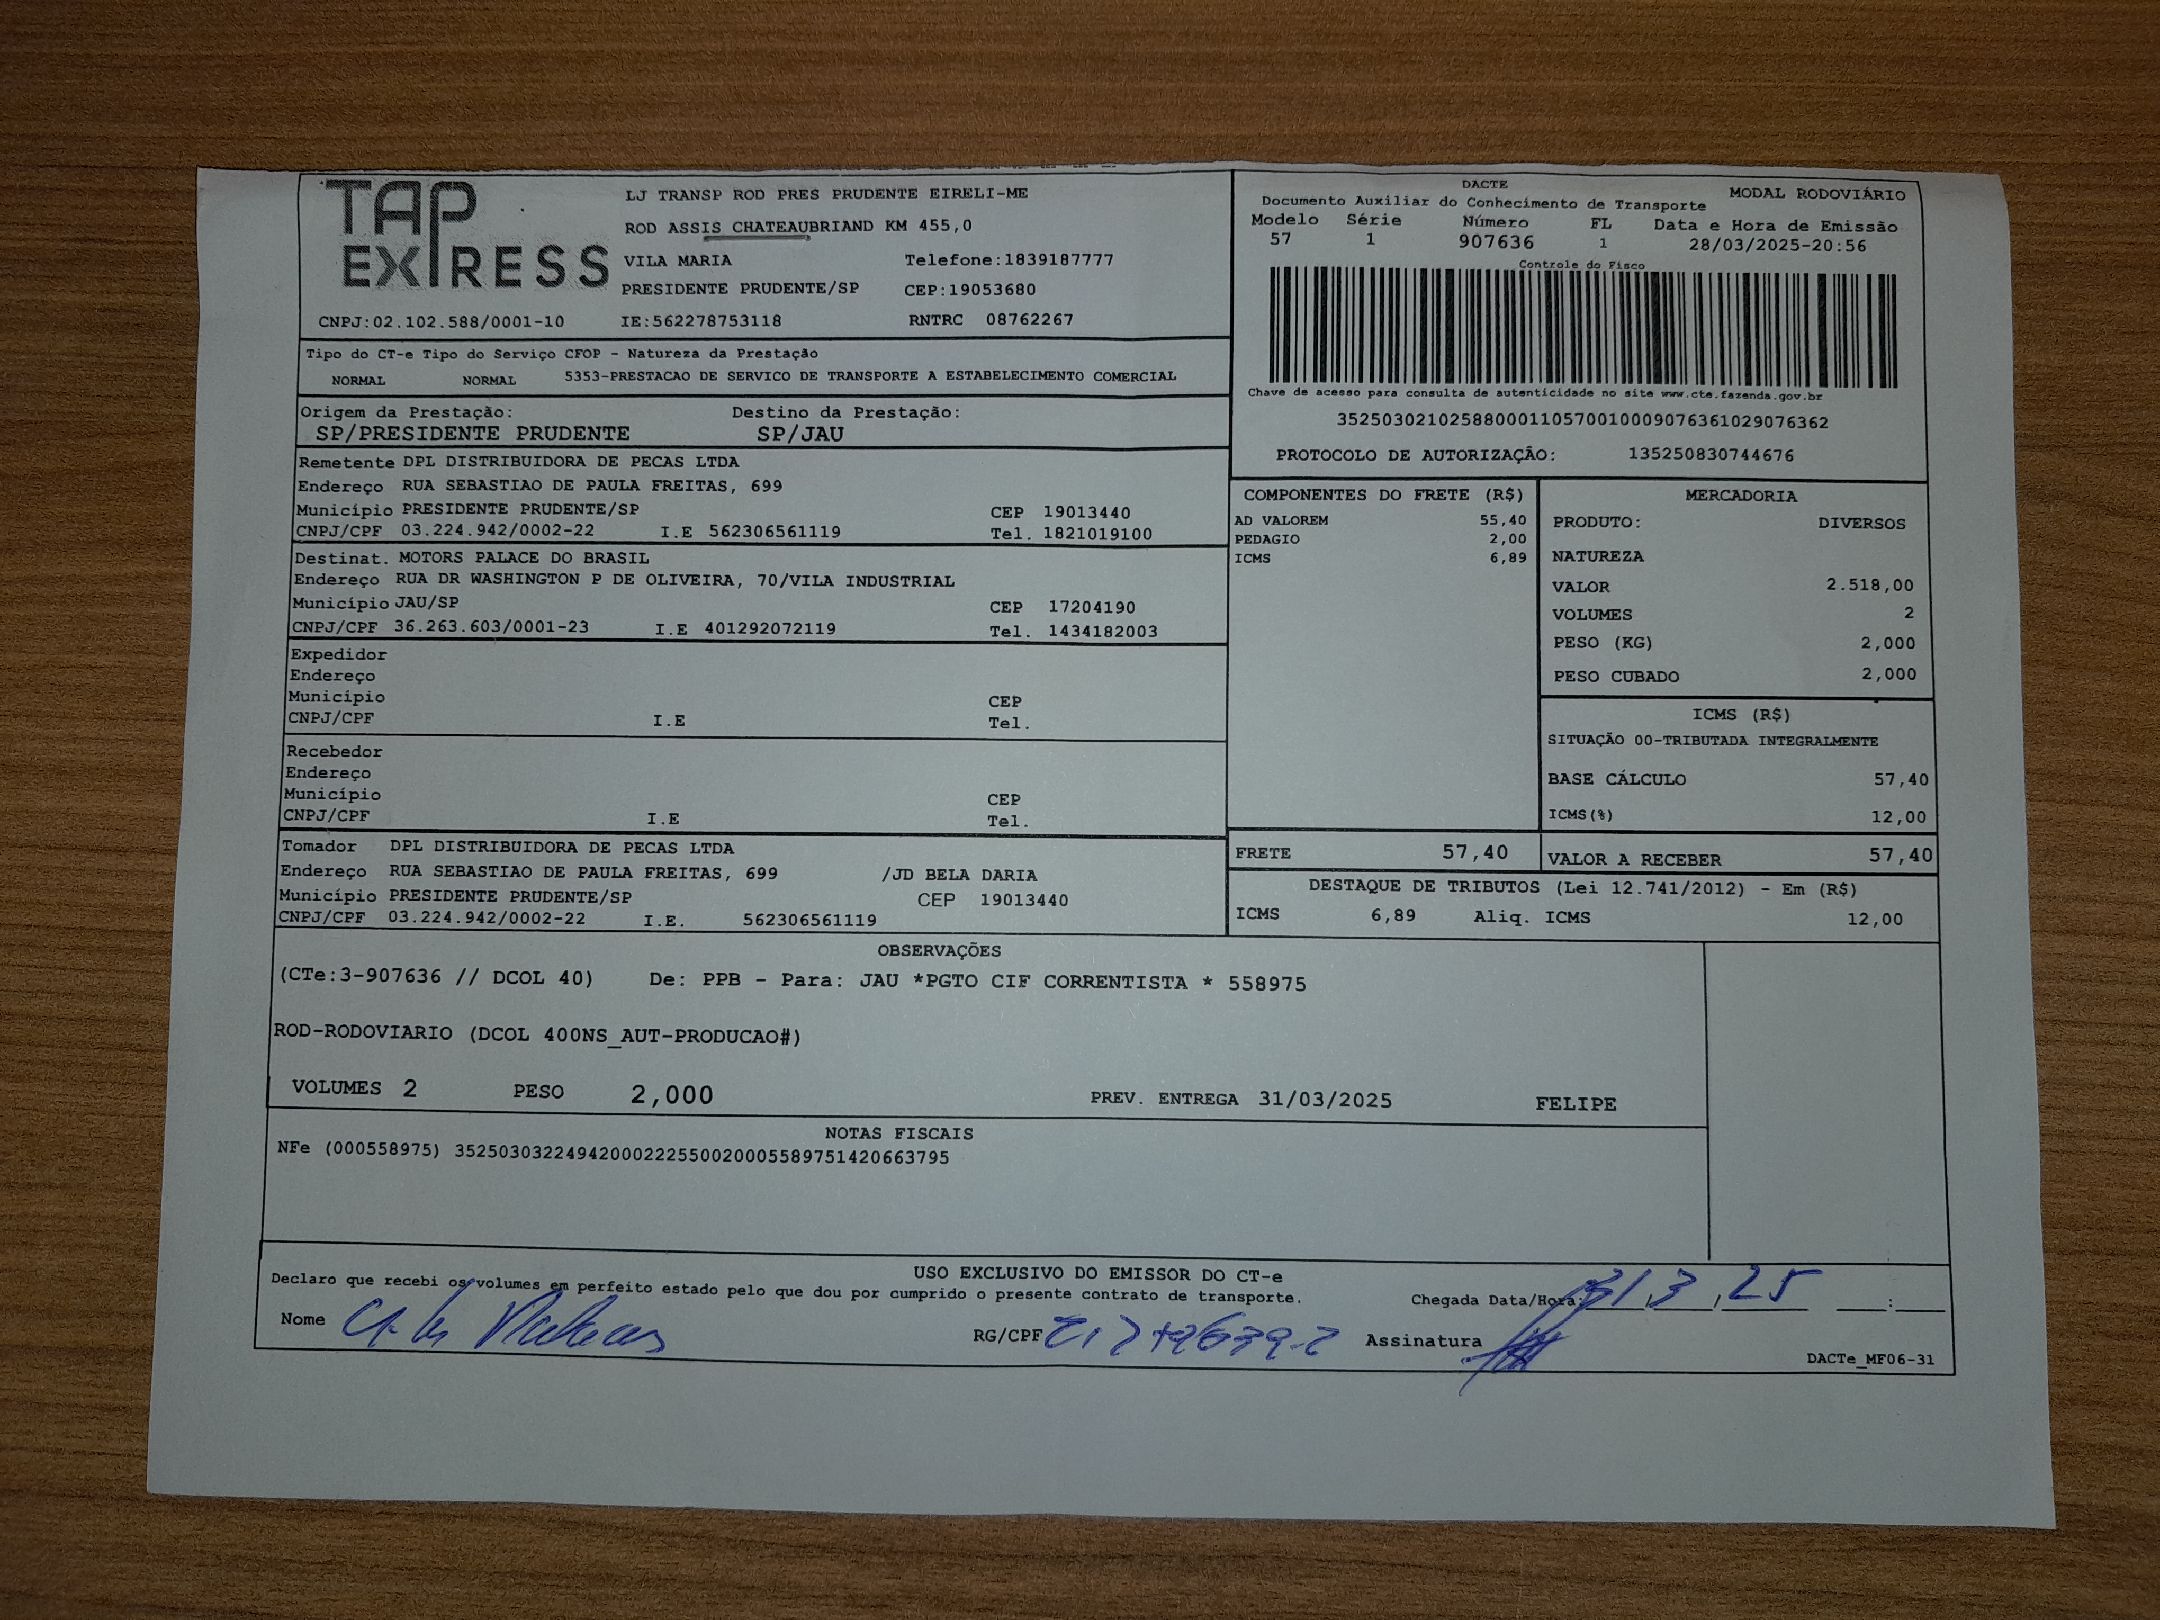 TAP EXPRESS
LJ TRANSP ROD PRES PRUDENTE EIRELI-ME
ROD ASSIS CHATEAUBRIAND KM 455,0
VILA MARIA Telefone:1839187777
PRESIDENTE PRUDENTE/SP CEP:19053680
CNPJ:02.102.588/0001-10 IE:562278753118 RNTRC 08762267
DACTE MODAL RODOVIÁRIO
Documento Auxiliar do Conhecimento de Transporte
Modelo Série Número FL Data e Hora de Emissão
57 1 907636 1 28/03/2025-20:56
Controle do Fisco
Chave de acesso para consulta de autenticidade no site www.cte.fazenda.gov.br
35250302102588000110570010009076361029076362
PROTOCOLO DE AUTORIZAÇÃO: 135250830744676
Tipo do CT-e Tipo do Serviço CFOP - Natureza da Prestação
NORMAL NORMAL 5353-PRESTACAO DE SERVICO DE TRANSPORTE A ESTABELECIMENTO COMERCIAL
Origem da Prestação: Destino da Prestação:
SP/PRESIDENTE PRUDENTE SP/JAU
Remetente DPL DISTRIBUIDORA DE PECAS LTDA
Endereço RUA SEBASTIAO DE PAULA FREITAS, 699
Município PRESIDENTE PRUDENTE/SP CEP 19013440
CNPJ/CPF 03.224.942/0002-22 I.E 562306561119 Tel. 1821019100
Destinat. MOTORS PALACE DO BRASIL
Endereço RUA DR WASHINGTON P DE OLIVEIRA, 70/VILA INDUSTRIAL
Município JAU/SP CEP 17204190
CNPJ/CPF 36.263.603/0001-23 I.E 401292072119 Tel. 1434182003
Expedidor
Endereço
Município CEP
CNPJ/CPF I.E Tel.
Recebedor
Endereço
Município CEP
CNPJ/CPF I.E Tel.
Tomador DPL DISTRIBUIDORA DE PECAS LTDA
Endereço RUA SEBASTIAO DE PAULA FREITAS, 699 /JD BELA DARIA
Município PRESIDENTE PRUDENTE/SP CEP 19013440
CNPJ/CPF 03.224.942/0002-22 I.E. 562306561119
COMPONENTES DO FRETE (R$)
AD VALOREM 55,40
PEDAGIO 2,00
ICMS 6,89
MERCADORIA
PRODUTO: DIVERSOS
NATUREZA
VALOR 2.518,00
VOLUMES 2
PESO (KG) 2,000
PESO CUBADO 2,000
ICMS (R$)
SITUAÇÃO 00-TRIBUTADA INTEGRALMENTE
BASE CÁLCULO 57,40
ICMS(%) 12,00
FRETE 57,40 VALOR A RECEBER 57,40
DESTAQUE DE TRIBUTOS (Lei 12.741/2012) - Em (R$)
ICMS 6,89 Aliq. ICMS 12,00
OBSERVAÇÕES
(CTe:3-907636 // DCOL 40) De: PPB - Para: JAU *PGTO CIF CORRENTISTA * 558975
ROD-RODOVIARIO (DCOL 400NS_AUT-PRODUCAO#)
VOLUMES 2 PESO 2,000 PREV. ENTREGA 31/03/2025 FELIPE
NOTAS FISCAIS
NFe (000558975) 35250303224942000222550020005589751420663795
USO EXCLUSIVO DO EMISSOR DO CT-e
Declaro que recebi os volumes em perfeito estado pelo que dou por cumprido o presente contrato de transporte.
Chegada Data/Hora: 31,3,25 :
Nome RG/CPF Assinatura
DACTe_MF06-31